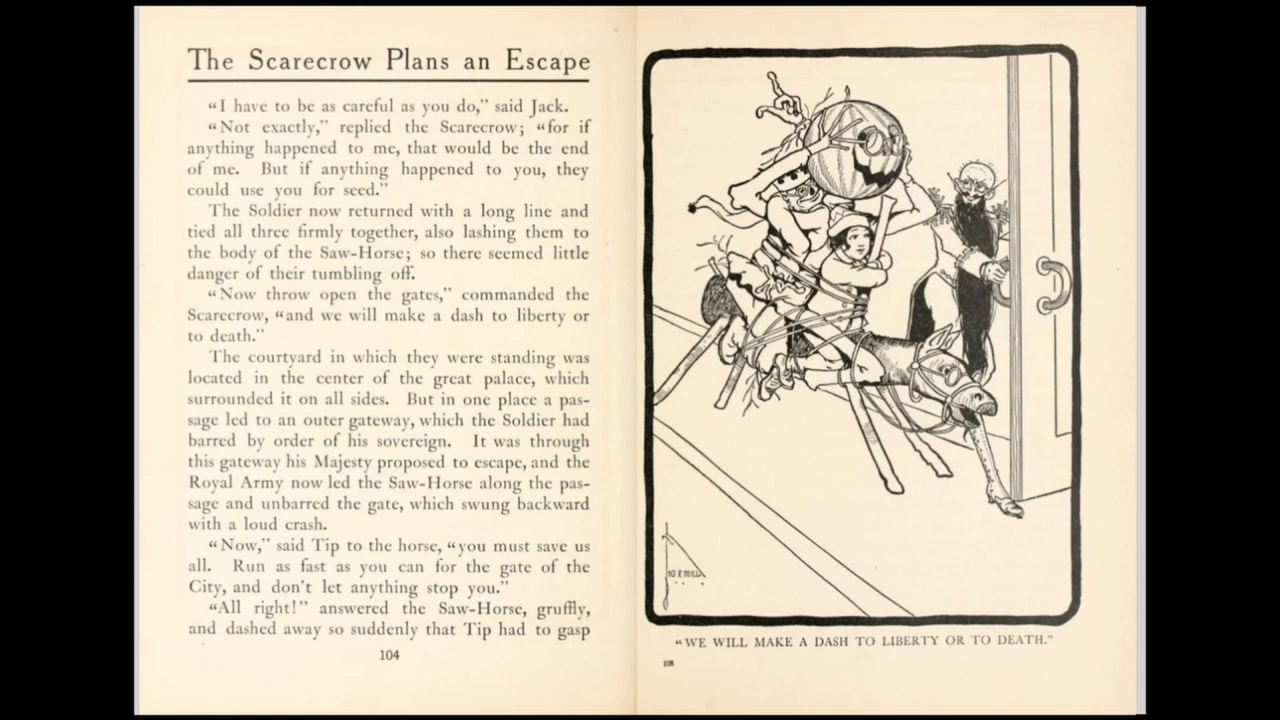 The Scarecrow Plans an Escape
“I have to be as careful as you do,” said Jack.
“Not exactly,” replied the Scarecrow; “for if
anything happened to me, that would be the end
of me. But if anything happened to you, they
could use you for seed.”
The Soldier now returned with a long line and
tied all three firmly together, also lashing them to
the body of the Saw-Horse; so there seemed little
danger of their tumbling off.
“Now throw open the gates,” commanded the
Scarecrow, “and we will make a dash to liberty or
to death.”
The courtyard in which they were standing was
located in the center of the great palace, which
surrounded it on all sides. But in one place a pas-
sage led to an outer gateway, which the Soldier had
barred by order of his sovereign. It was through
this gateway his Majesty proposed to escape, and the
Royal Army now led the Saw-Horse along the pas-
sage and unbarred the gate, which swung backward
with a loud crash.
“Now,” said Tip to the horse, “you must save us
all. Run as fast as you can for the gate of the
City, and don’t let anything stop you.”
“All right!” answered the Saw-Horse, gruffly,
and dashed away so suddenly that Tip had to gasp
104
“WE WILL MAKE A DASH TO LIBERTY OR TO DEATH.”
105